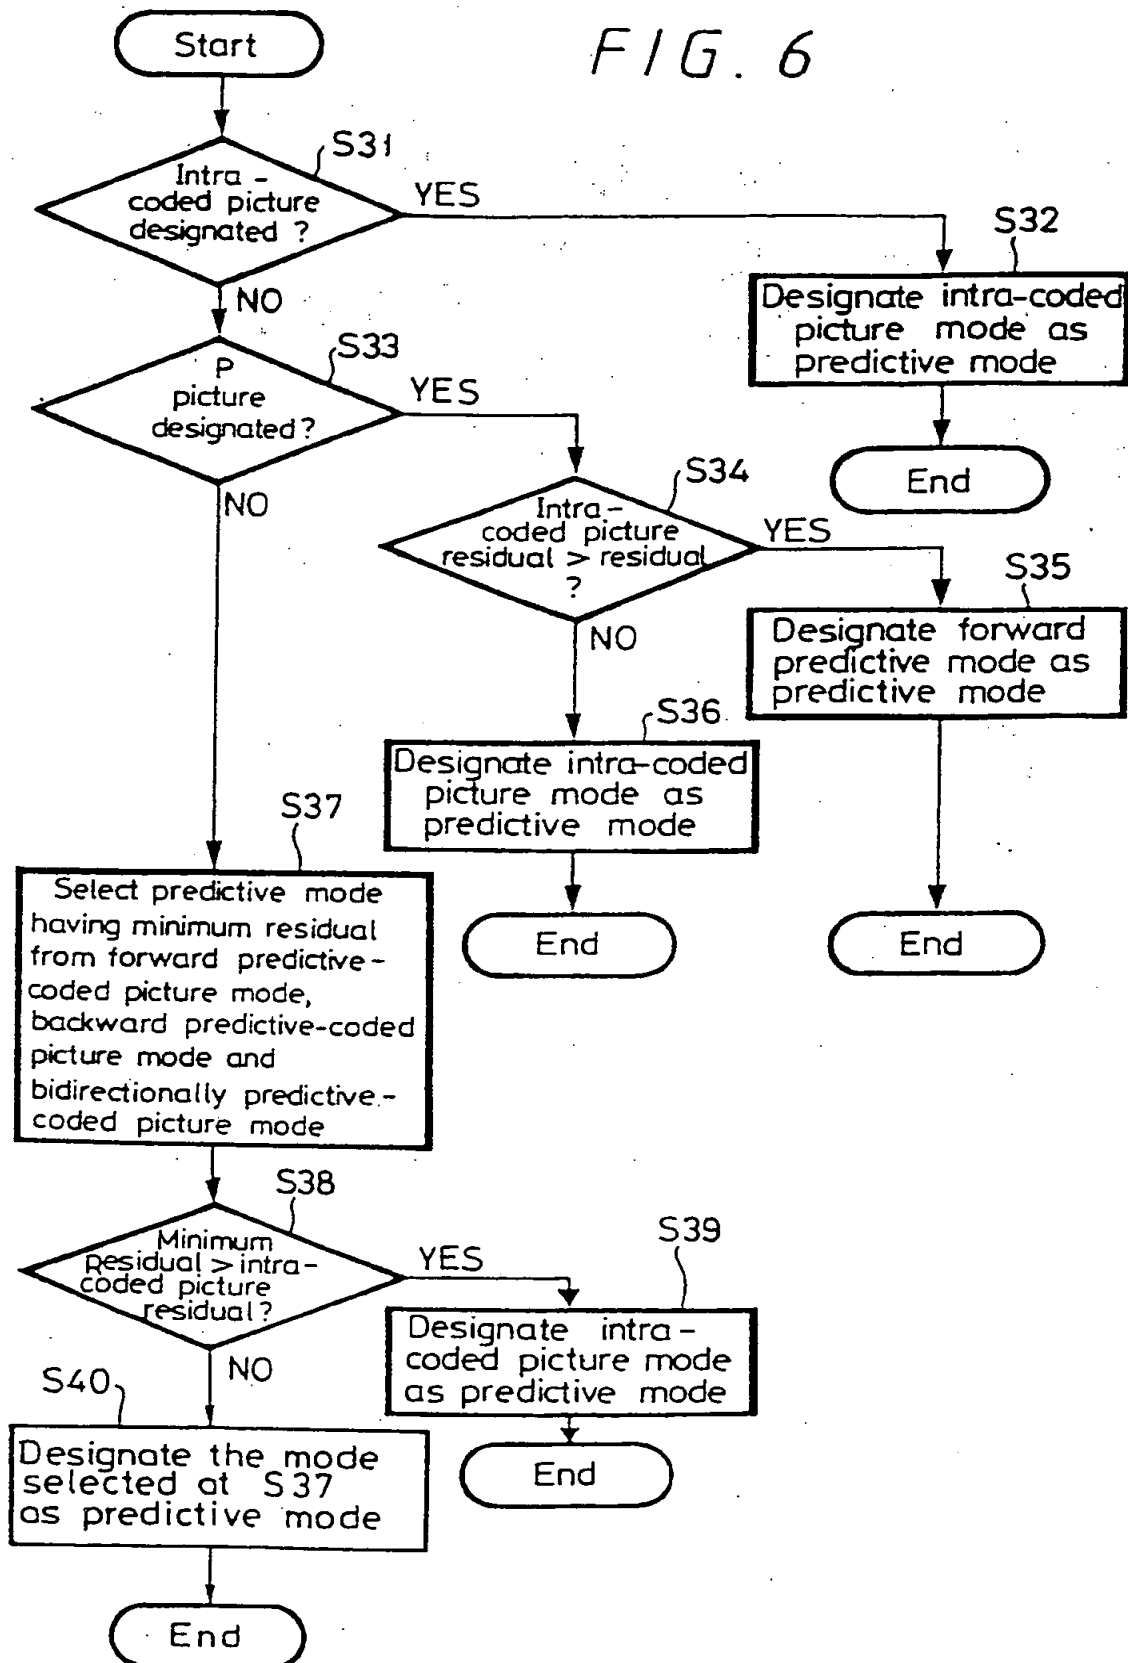 FIG. 6
Start
S31
Intra-
coded picture
designated ?
YES
NO
S32
Designate intra-coded
picture mode as
predictive mode
End
S33
P
picture
designated?
YES
NO
S34
Intra-
coded picture
residual > residual
?
YES
NO
S35
Designate forward
predictive mode as
predictive mode
End
S36
Designate intra-coded
picture mode as
predictive mode
End
S37
Select predictive mode
having minimum residual
from forward predictive-
coded picture mode,
backward predictive-coded
picture mode and
bidirectionally predictive-
coded picture mode
S38
Minimum
Residual > intra-
coded picture
residual?
YES
NO
S39
Designate intra-
coded picture mode
as predictive mode
End
S40
Designate the mode
selected at S37
as predictive mode
End